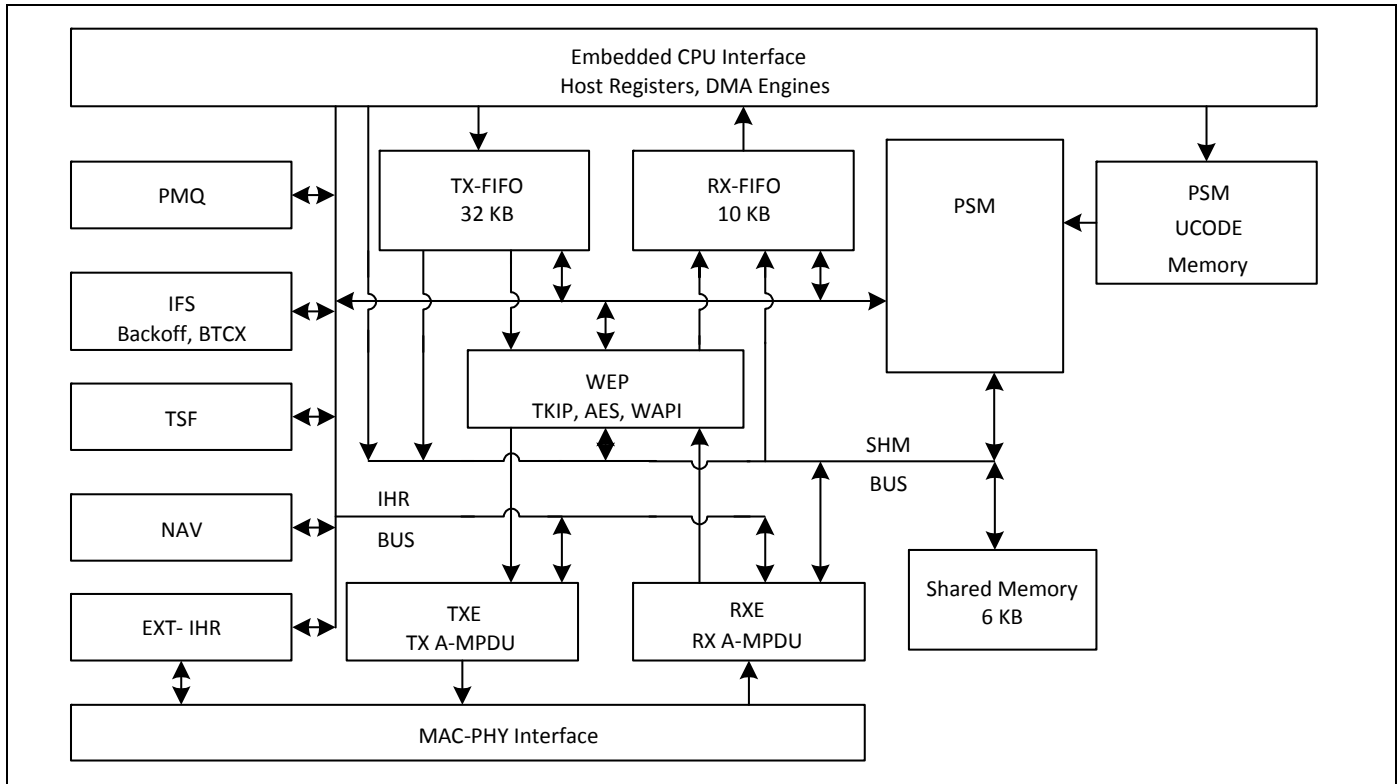 Embedded CPU Interface
Host Registers, DMA Engines
PMQ
TX-FIFO
32 KB
RX-FIFO
10 KB
PSM
PSM
UCODE
Memory
IFS
Backoff, BTCX
WEP
TKIP, AES, WAPI
TSF
SHM
BUS
IHR
BUS
NAV
Shared Memory
6 KB
EXT- IHR
TXE
TX A-MPDU
RXE
RX A-MPDU
MAC-PHY Interface